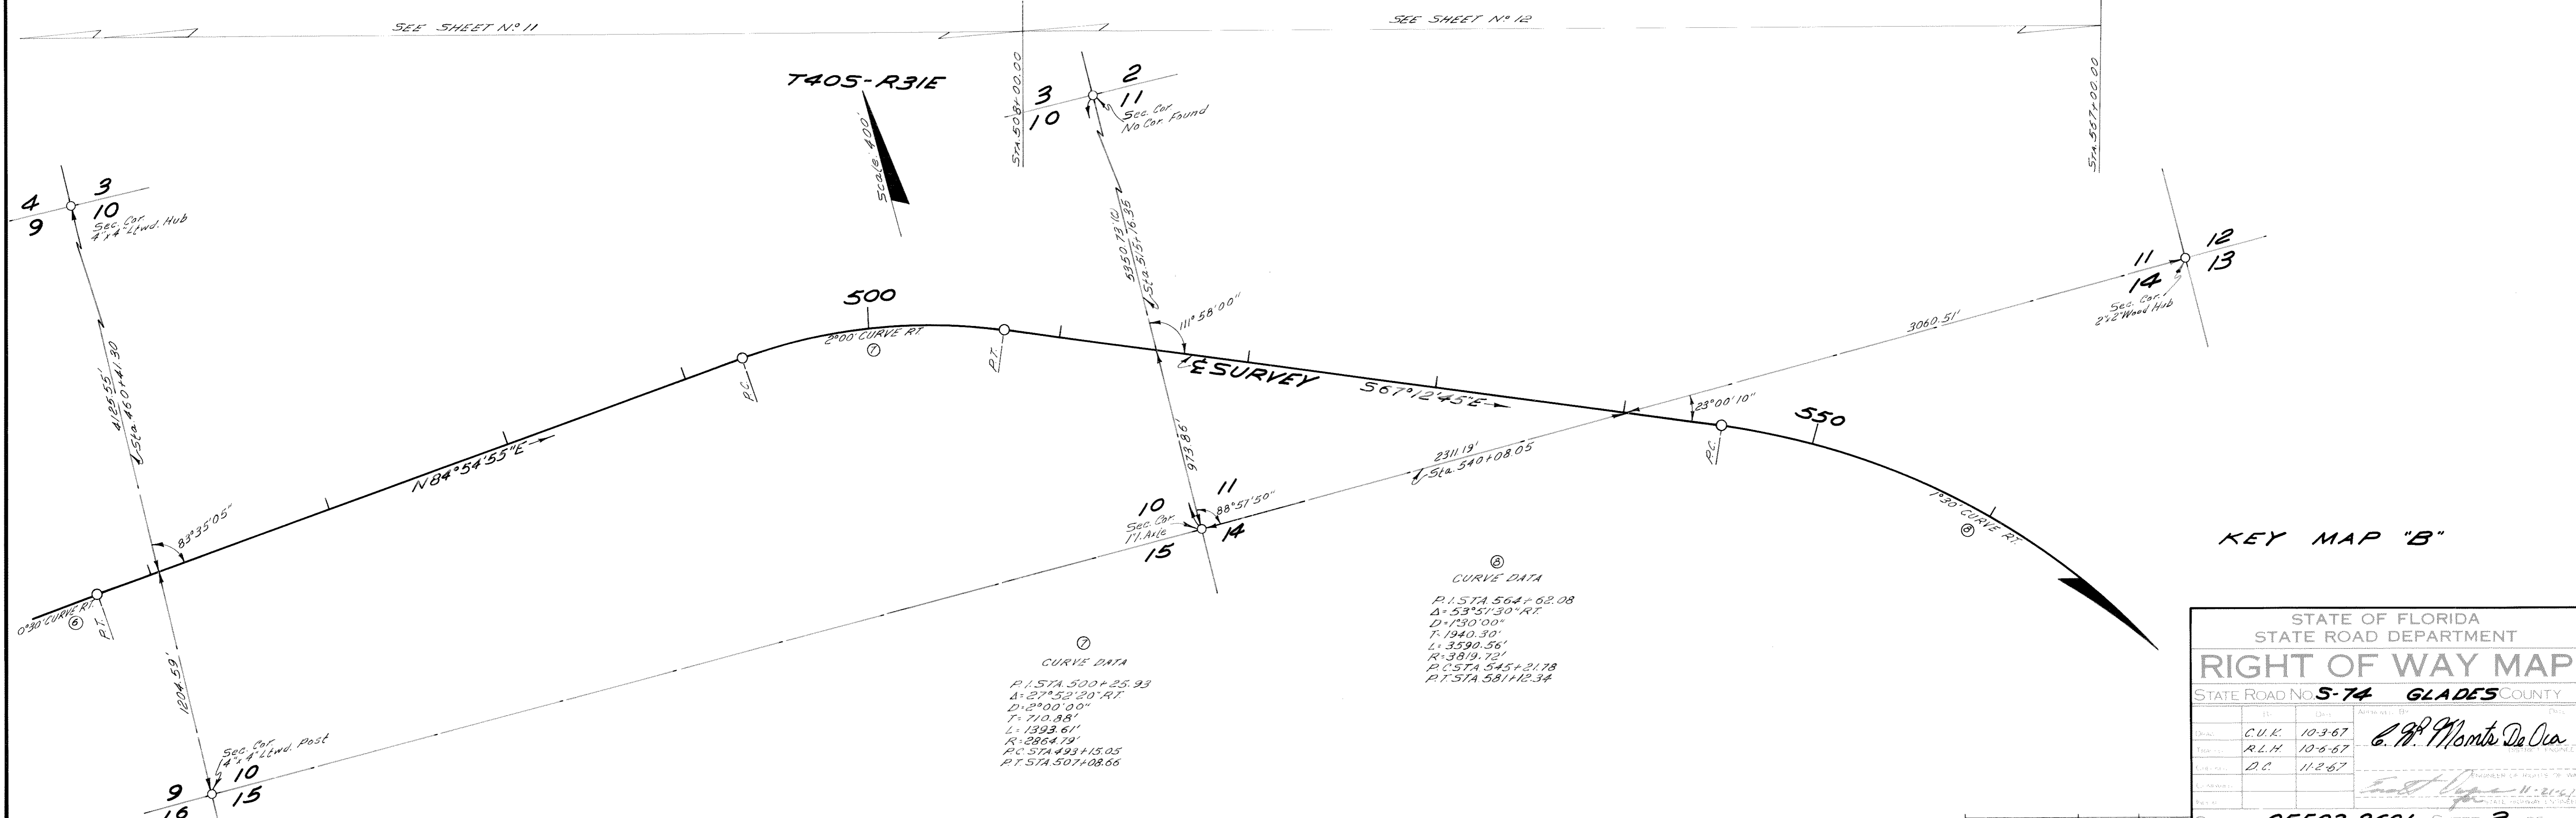 SEE SHEET Nº 11
SEE SHEET Nº 12
T40S-R31E
Scale: 400'
STA. 508+00.00
STA. 567+00.00
3 2
10 11
Sec. Cor.
No Cor. Found
4 3
9 10
Sec. Cor.
4"x4" Ltwd. Hub
4125.55'
Sta. 460+41.30
5350.73'
Sta. 515+16.35
111°58'00"
11 12
14 13
Sec. Cor.
2"x2" Wood Hub
3060.51'
500
2°00' CURVE RT.
7
P.C.
P.T.
℄ SURVEY
S67°12'45"E
N84°54'55"E
83°35'05"
23°00'10"
550
P.C.
973.86'
2311.19'
Sta. 540+08.05
10 11
Sec. Cor.
88°51'50"
15 14
1°30' CURVE RT.
8
0°30' CURVE RT.
6
P.T.
1204.59'
Sec. Cor.
4"x4" Ltwd. Post
9 10
16 15
7
CURVE DATA
P.I. STA. 500+25.93
Δ=27°52'20" RT.
D=2°00'00"
T=710.88'
L=1393.61'
R=2864.79'
P.C. STA. 493+15.05
P.T. STA. 507+08.66
8
CURVE DATA
P.I. STA. 564+62.08
Δ=53°51'30" RT.
D=1°30'00"
T=1940.30'
L=3590.56'
R=3819.72'
P.C. STA. 545+21.78
P.T. STA. 581+12.34
KEY MAP "B"
STATE OF FLORIDA
STATE ROAD DEPARTMENT
RIGHT OF WAY MAP
STATE ROAD NO. S-74 GLADES COUNTY
C.U.K. 10-3-67
R.L.H. 10-6-67
D.C. 11-2-67